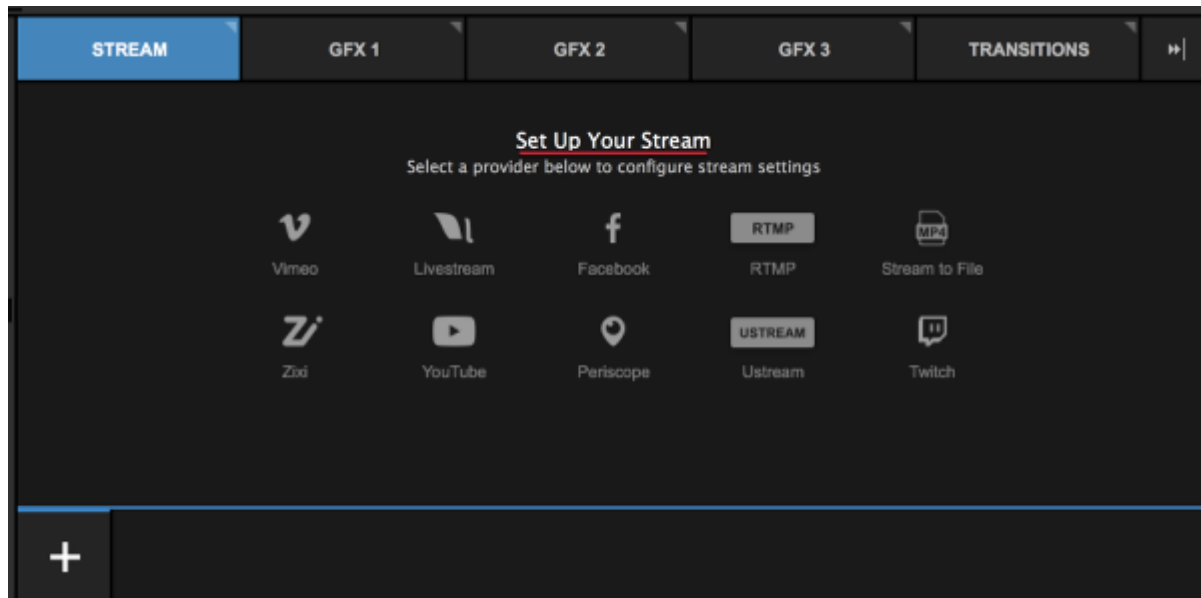 STREAM GFX 1 GFX 2 GFX 3 TRANSITIONS
Set Up Your Stream
Select a provider below to configure stream settings
RTMP MP4
Vimeo Livestream Facebook RTMP Stream to File
USTREAM
Zixi YouTube Periscope Ustream Twitch